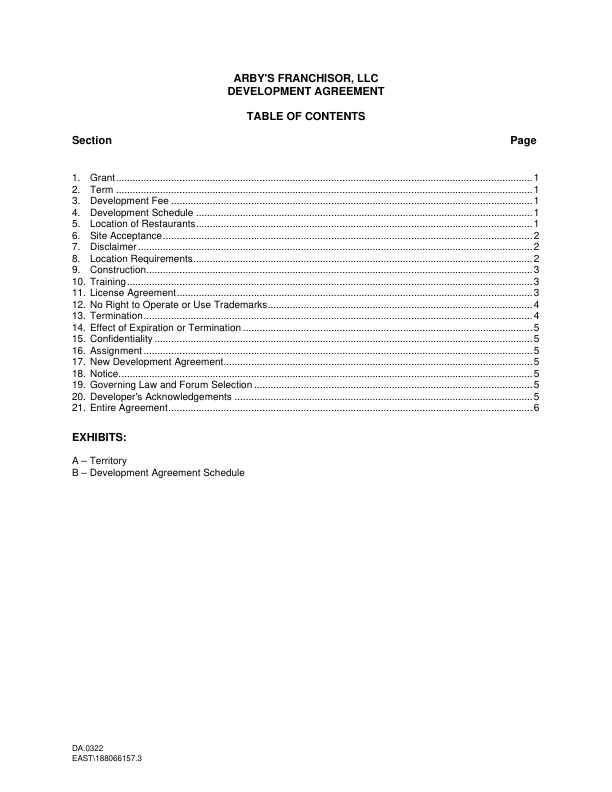 ARBY'S FRANCHISOR, LLC
DEVELOPMENT AGREEMENT
TABLE OF CONTENTS
Section Page
1. Grant 1
2. Term 1
3. Development Fee 1
4. Development Schedule 1
5. Location of Restaurants 1
6. Site Acceptance 2
7. Disclaimer 2
8. Location Requirements 2
9. Construction 3
10. Training 3
11. License Agreement 3
12. No Right to Operate or Use Trademarks 4
13. Termination 4
14. Effect of Expiration or Termination 5
15. Confidentiality 5
16. Assignment 5
17. New Development Agreement 5
18. Notice 5
19. Governing Law and Forum Selection 5
20. Developer's Acknowledgements 5
21. Entire Agreement 6
EXHIBITS:
A – Territory
B – Development Agreement Schedule
DA.0322
EAST\188066157.3